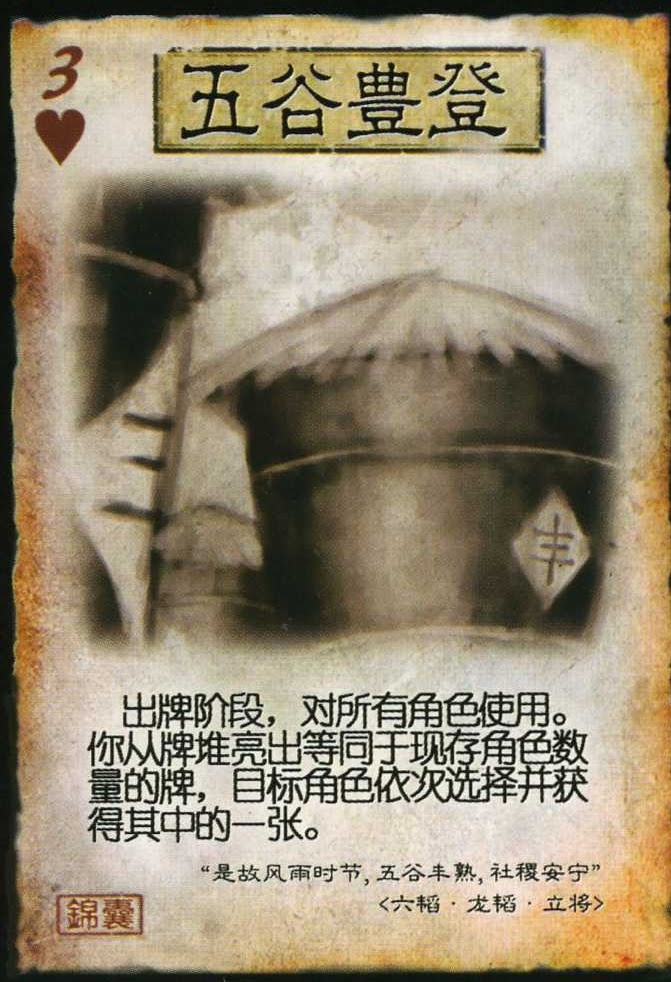 3
五谷豊登
丰
出牌阶段，对所有角色使用。
你从牌堆亮出等同于现存角色数
量的牌，目标角色依次选择并获
得其中的一张。
“是故风雨时节，五谷丰熟，社稷安宁”
<六韬·龙韬·立将>
錦囊